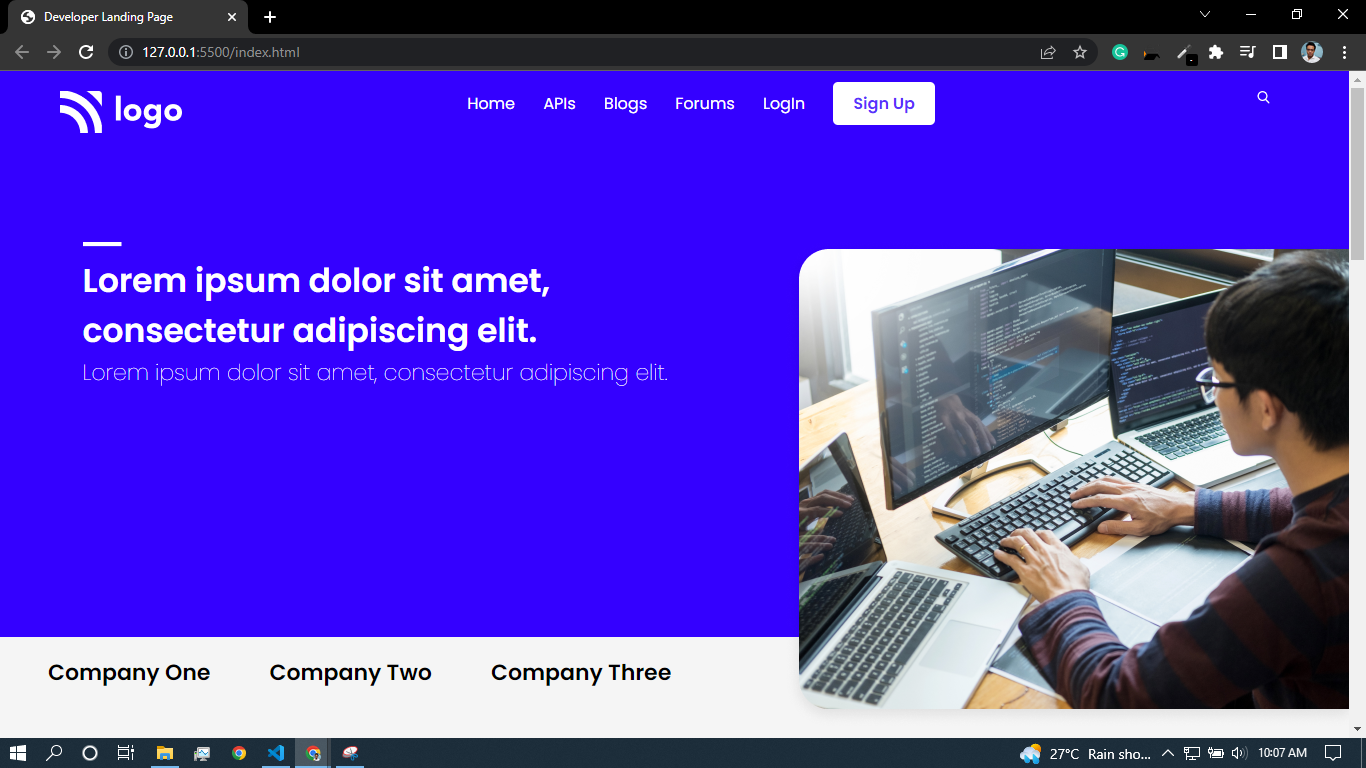 Developer Landing Page
127.0.0.1:5500/index.html
logo
Home APIs Blogs Forums LogIn Sign Up
Lorem ipsum dolor sit amet,
consectetur adipiscing elit.
Lorem ipsum dolor sit amet, consectetur adipiscing elit.
Company One Company Two Company Three
27°C Rain sho... 10:07 AM